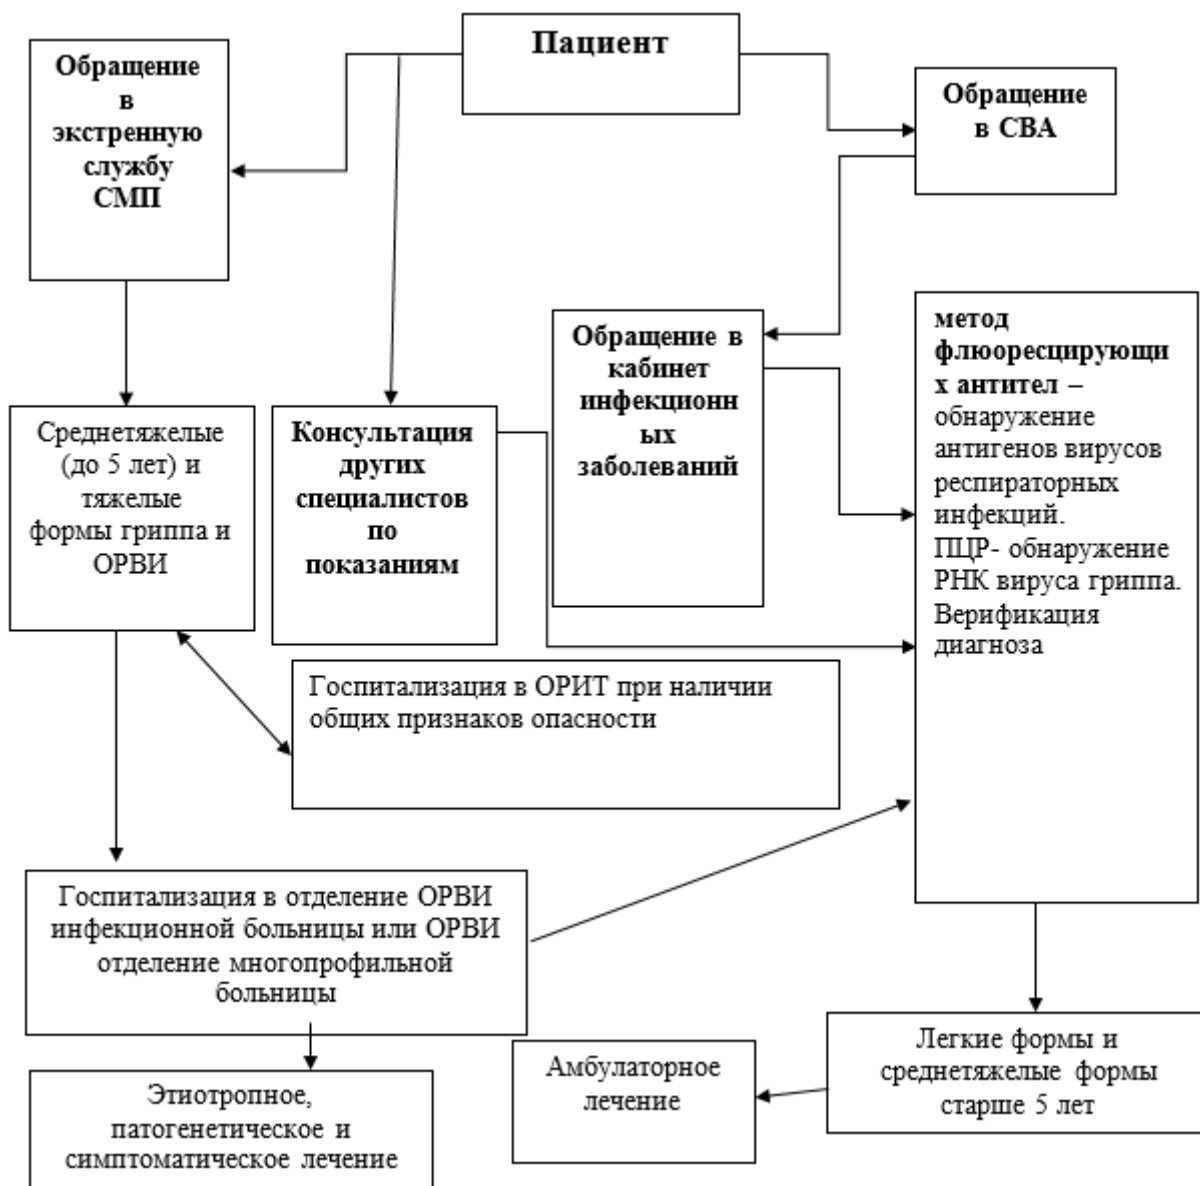 Пациент
Обращение
в
экстренную
службу
СМП
Обращение
в СВА
Обращение в
кабинет
инфекционн
ых
заболеваний
метод
флюоресцирующи
х антител –
обнаружение
антигенов вирусов
респираторных
инфекций.
ПЦР- обнаружение
РНК вируса гриппа.
Верификация
диагноза
Среднетяжелые
(до 5 лет) и
тяжелые
формы гриппа и
ОРВИ
Консультация
других
специалистов
по
показаниям
Госпитализация в ОРИТ при наличии
общих признаков опасности
Госпитализация в отделение ОРВИ
инфекционной больницы или ОРВИ
отделение многопрофильной
больницы
Этиотропное,
патогенетическое и
симптоматическое лечение
Амбулаторное
лечение
Легкие формы и
среднетяжелые формы
старше 5 лет